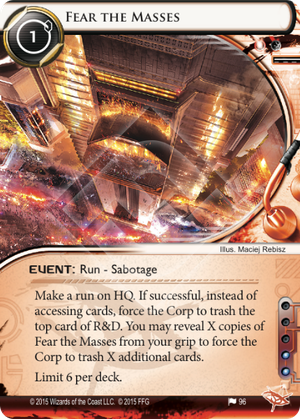 Fear the Masses
1
Illus. Maciej Rebisz
EVENT: Run - Sabotage
Make a run on HQ. If successful, instead of
accessing cards, force the Corp to trash the
top card of R&D. You may reveal X copies of
Fear the Masses from your grip to force the
Corp to trash X additional cards.
Limit 6 per deck.
© 2015 Wizards of the Coast LLC. © 2015 FFG
96